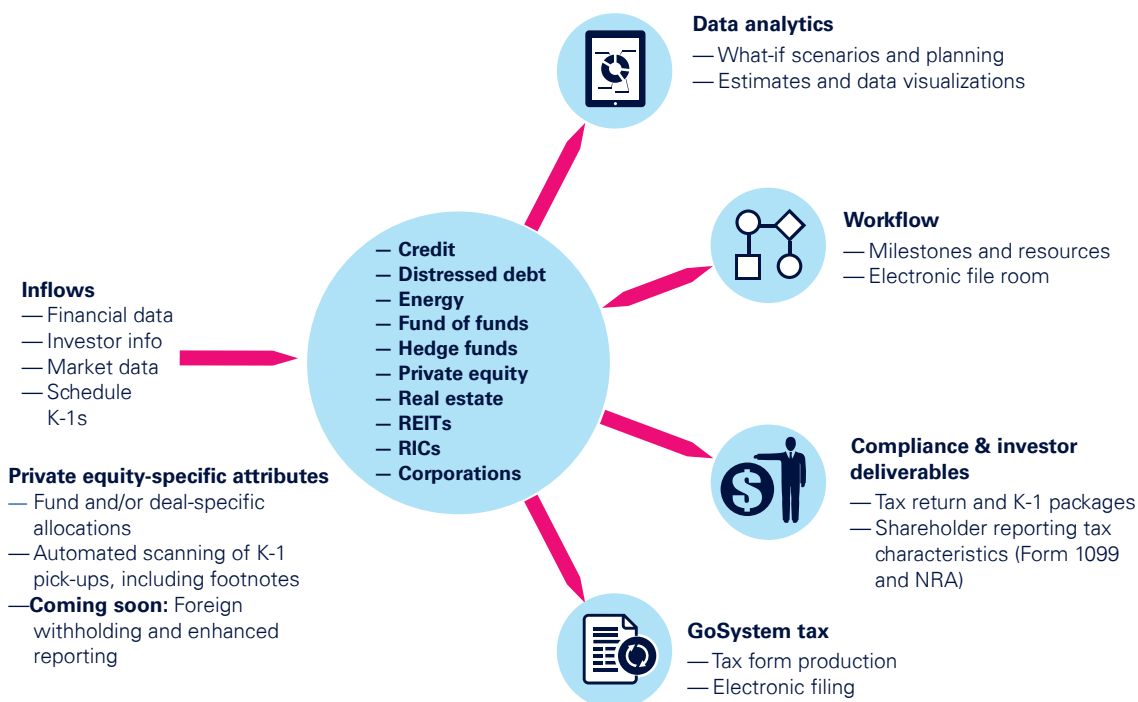 Data analytics
— What-if scenarios and planning
— Estimates and data visualizations
Workflow
— Milestones and resources
— Electronic file room
— Credit
— Distressed debt
— Energy
— Fund of funds
— Hedge funds
— Private equity
— Real estate
— REITs
— RICs
— Corporations
Inflows
— Financial data
— Investor info
— Market data
— Schedule
K-1s
Private equity-specific attributes
— Fund and/or deal-specific
allocations
— Automated scanning of K-1
pick-ups, including footnotes
—Coming soon: Foreign
withholding and enhanced
reporting
$
Compliance & investor
deliverables
— Tax return and K-1 packages
— Shareholder reporting tax
characteristics (Form 1099
and NRA)
GoSystem tax
— Tax form production
— Electronic filing